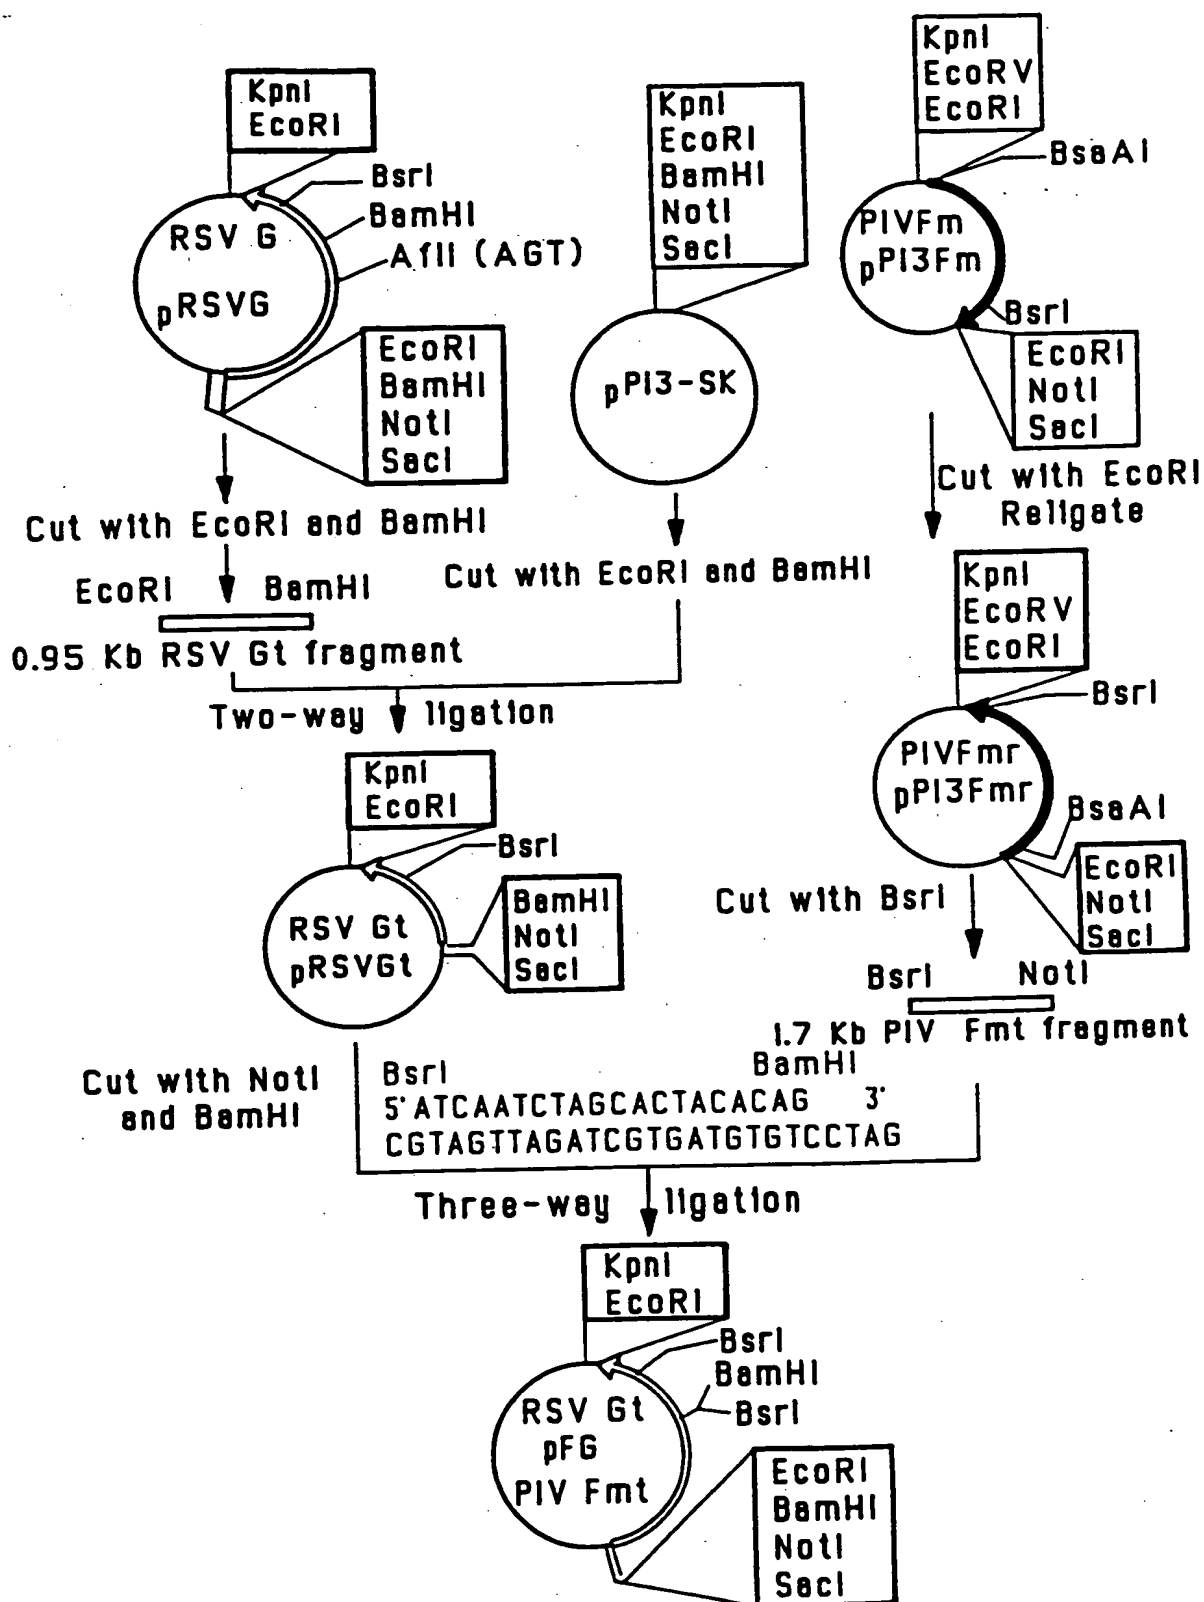 KpnI
EcoRI
BsrI
BamHI
AflII (AGT)
RSV G
pRSVG
EcoRI
BamHI
NotI
SacI
Cut with EcoRI and BamHI
EcoRI BamHI
0.95 Kb RSV Gt fragment
KpnI
EcoRI
BamHI
NotI
SacI
pPI3-SK
Cut with EcoRI and BamHI
KpnI
EcoRV
EcoRI
BsaAI
PIVFm
pPI3Fm
BsrI
EcoRI
NotI
SacI
Cut with EcoRI
Religate
KpnI
EcoRV
EcoRI
BsrI
PIVFmr
pPI3Fmr
BsaAI
EcoRI
NotI
SacI
Cut with BsrI
BsrI NotI
1.7 Kb PIV Fmt fragment
Two-way ligation
KpnI
EcoRI
BsrI
RSV Gt
pRSVGt
BamHI
NotI
SacI
Cut with NotI
and BamHI
BsrI BamHI
5'ATCAATCTAGCACTACACAG 3'
CGTAGTTAGATCGTGATGTGTCCTAG
Three-way ligation
KpnI
EcoRI
BsrI
BamHI
BsrI
RSV Gt
pFG
PIV Fmt
EcoRI
BamHI
NotI
SacI